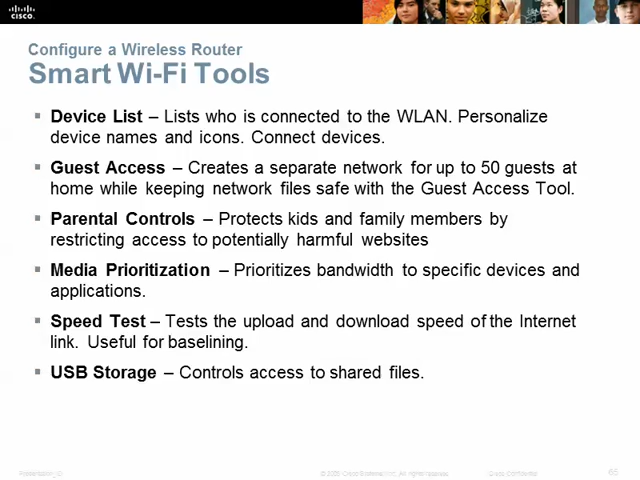 CISCO
Configure a Wireless Router
Smart Wi-Fi Tools
▪ Device List – Lists who is connected to the WLAN. Personalize
device names and icons. Connect devices.
▪ Guest Access – Creates a separate network for up to 50 guests at
home while keeping network files safe with the Guest Access Tool.
▪ Parental Controls – Protects kids and family members by
restricting access to potentially harmful websites
▪ Media Prioritization – Prioritizes bandwidth to specific devices and
applications.
▪ Speed Test – Tests the upload and download speed of the Internet
link. Useful for baselining.
▪ USB Storage – Controls access to shared files.
Presentation_ID © 2008 Cisco Systems, Inc. All rights reserved. Cisco Confidential